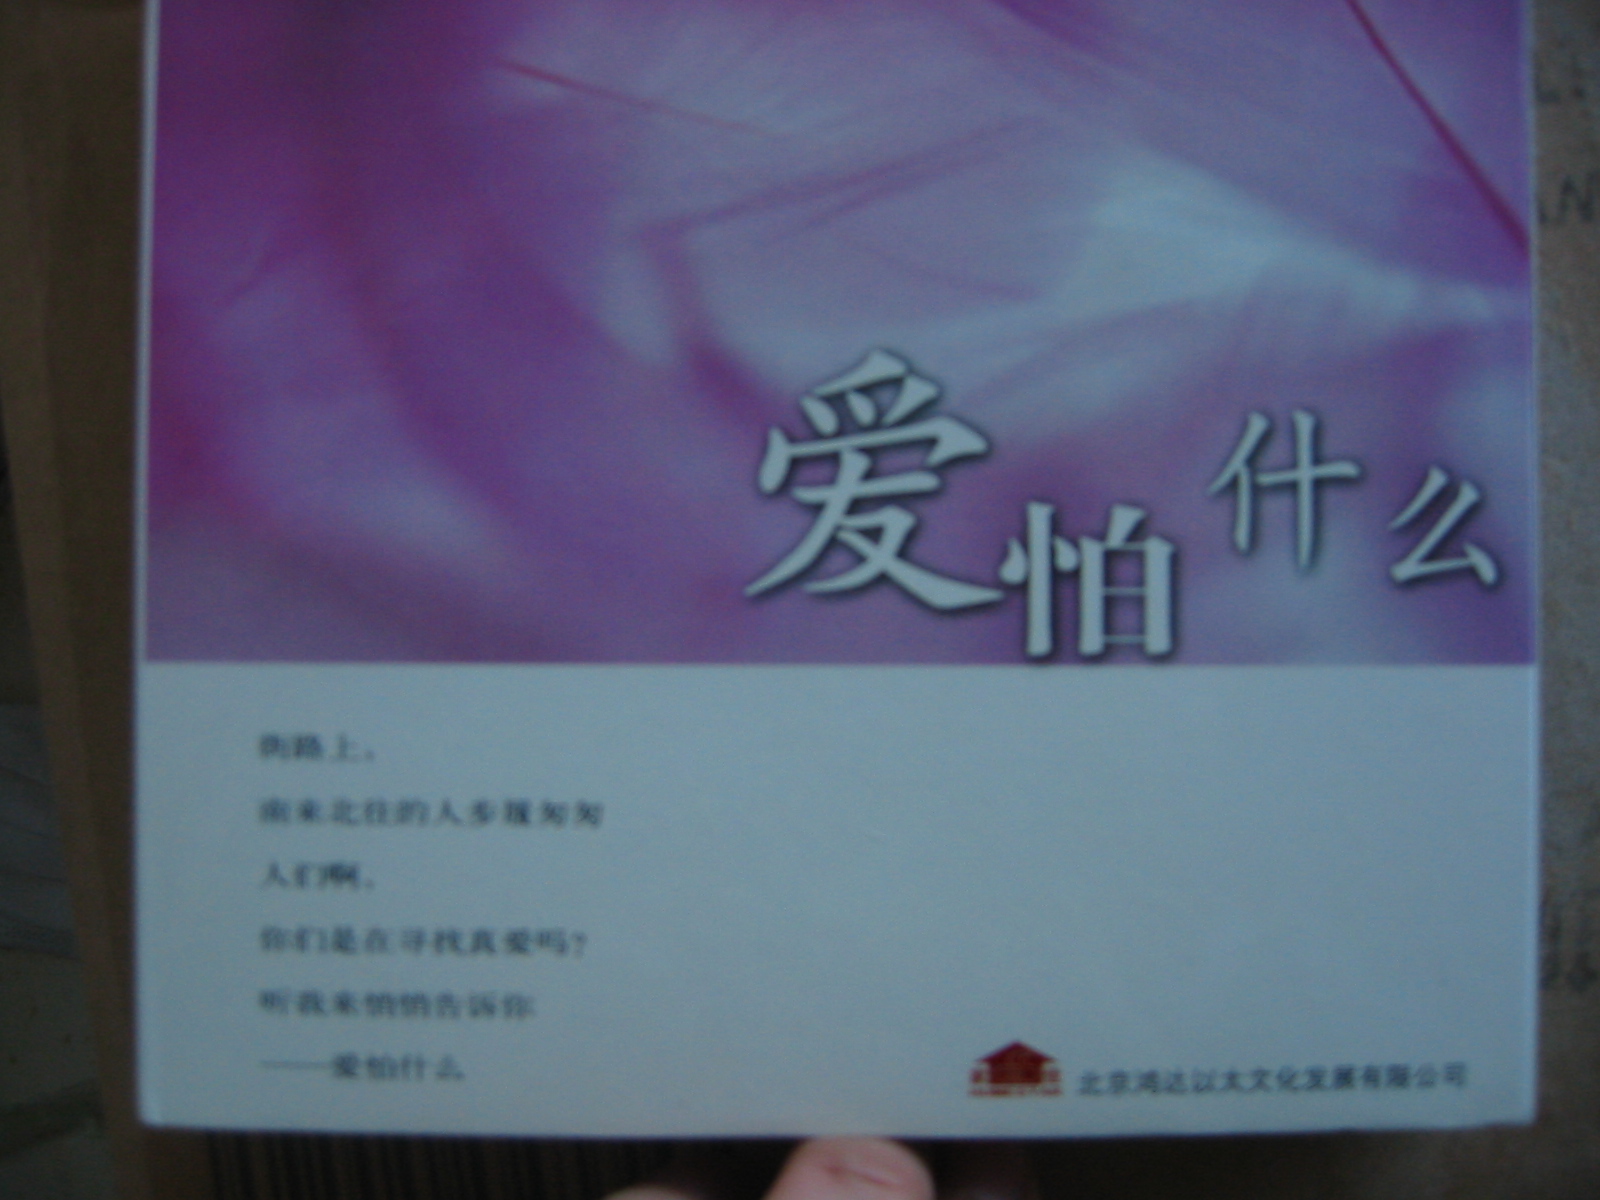 爱怕什么
街路上，
南来北往的人步履匆匆
人们啊，
你们是在寻找真爱吗？
听我来悄悄告诉你
——爱怕什么
北京鸿达以太文化发展有限公司